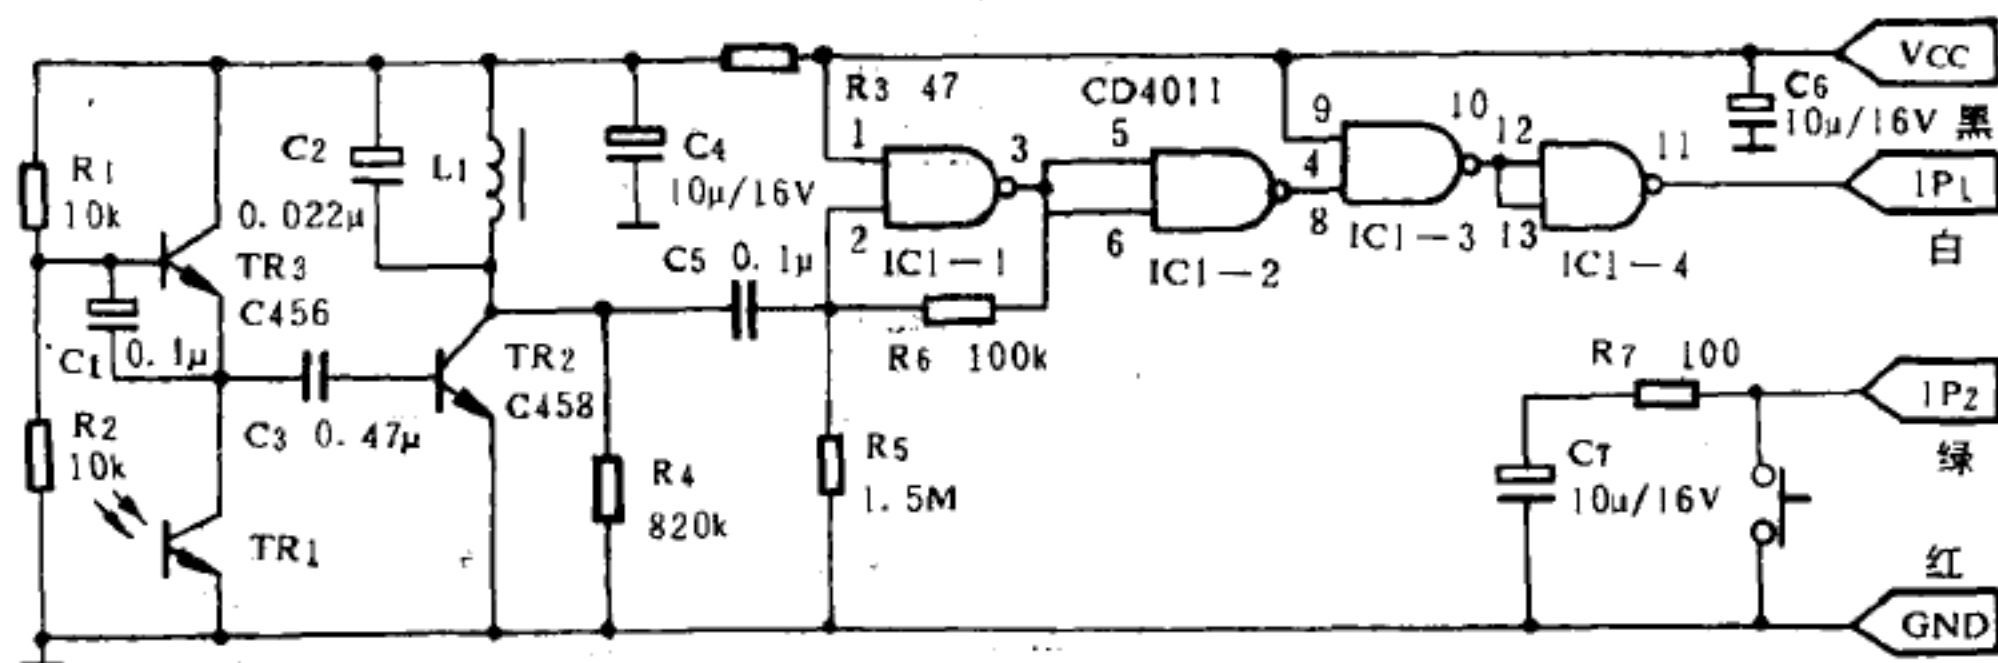 VCC
R3 47
CD4011
C6
10μ/16V 黑
R1
10k
C2
0.022μ
L1
C4
10μ/16V
1
2
3
IC1-1
5
6
IC1-2
9
4
8
10
IC1-3
12
13
11
IC1-4
IP1
白
TR3
C456
C5 0.1μ
C1 0.1μ
R6 100k
TR2
C458
R7 100
IP2
绿
C3 0.47μ
R2
10k
R4
820k
R5
1.5M
C7
10μ/16V
TR1
红
GND